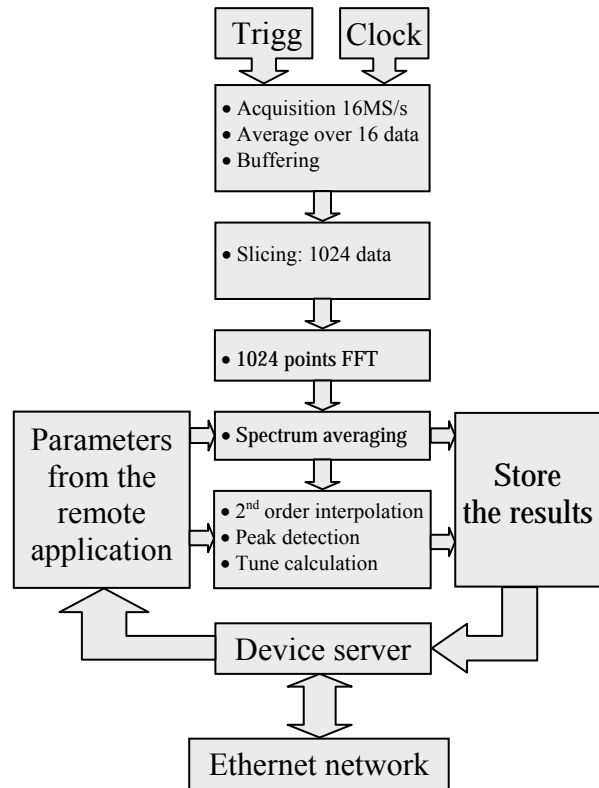 Trigg
Clock
• Acquisition 16MS/s
• Average over 16 data
• Buffering
• Slicing: 1024 data
• 1024 points FFT
Parameters
from the
remote
application
• Spectrum averaging
• 2nd order interpolation
• Peak detection
• Tune calculation
Store
the results
Device server
Ethernet network